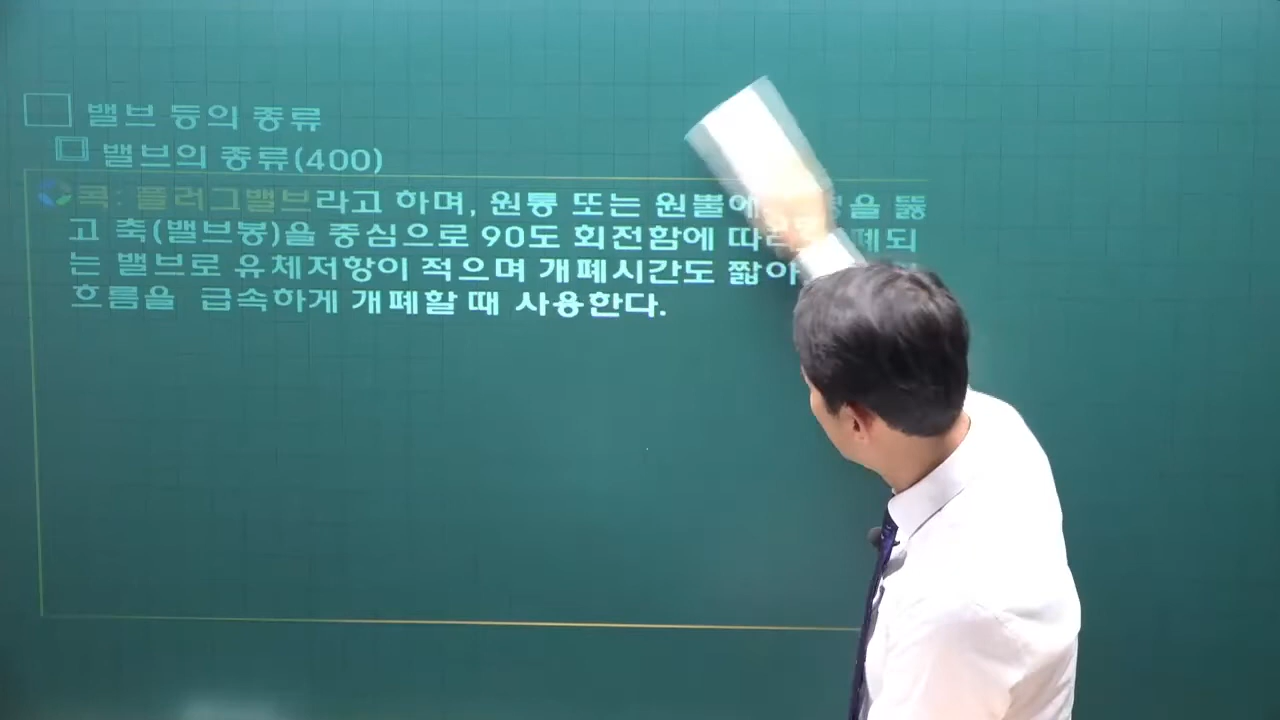 밸브 등의 종류
밸브의 종류(400)
콕: 플러그밸브라고 하며, 원통 또는 원뿔에 을 뚫
고 축(밸브봉)을 중심으로 90도 회전함에 따라
는 밸브로 유체저항이 적으며 개폐시간도 짧아
흐름을 급속하게 개폐할 때 사용한다.